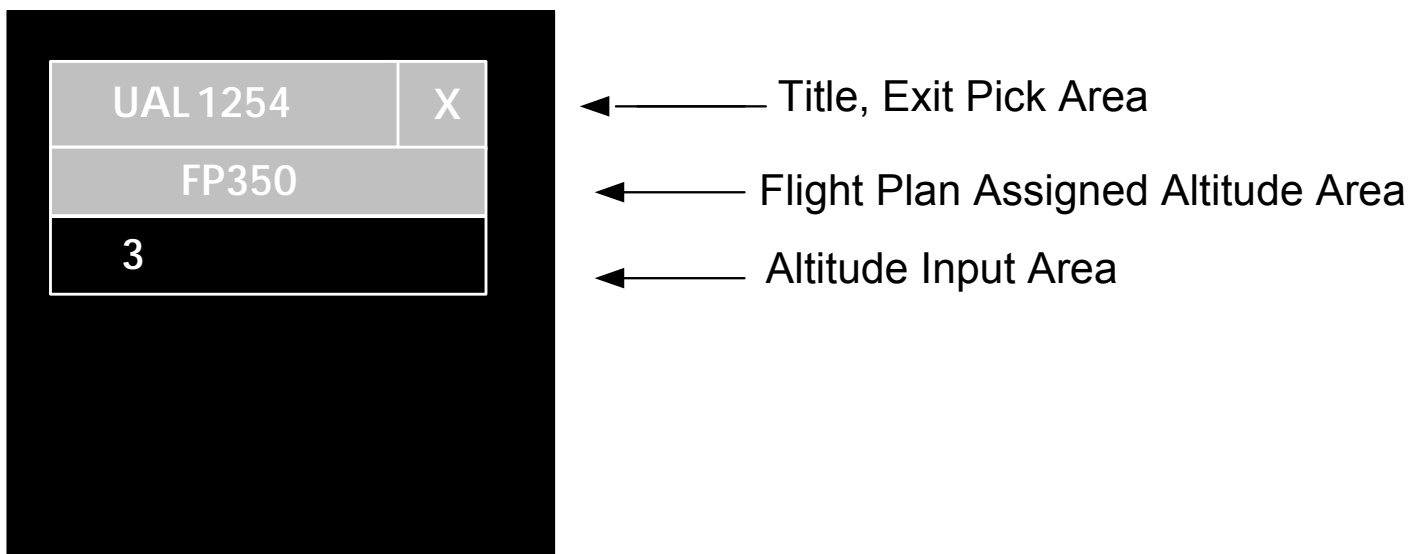 UAL 1254 X
Title, Exit Pick Area
FP350
Flight Plan Assigned Altitude Area
3
Altitude Input Area